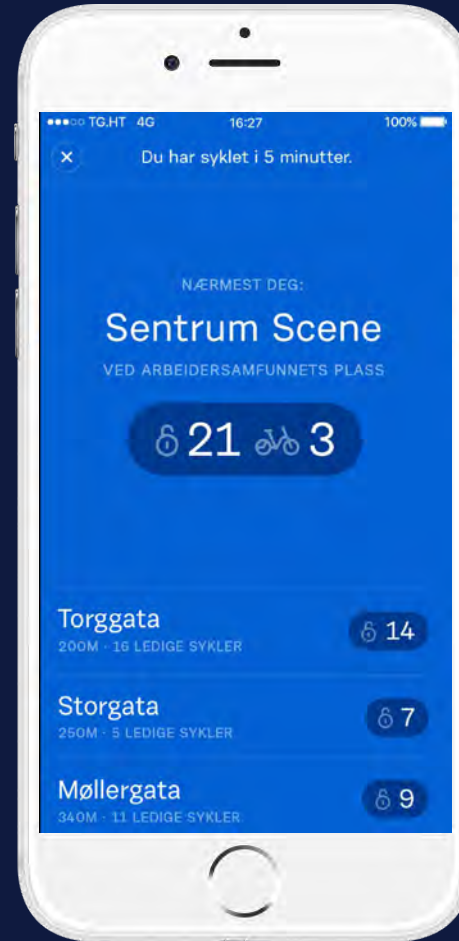 TG.HT 4G 16:27 100%
Du har syklet i 5 minutter.
NÆRMEST DEG:
Sentrum Scene
VED ARBEIDERSAMFUNNETS PLASS
21 3
Torggata 14
200M · 16 LEDIGE SYKLER
Storgata 7
250M · 5 LEDIGE SYKLER
Møllergata 9
340M · 11 LEDIGE SYKLER